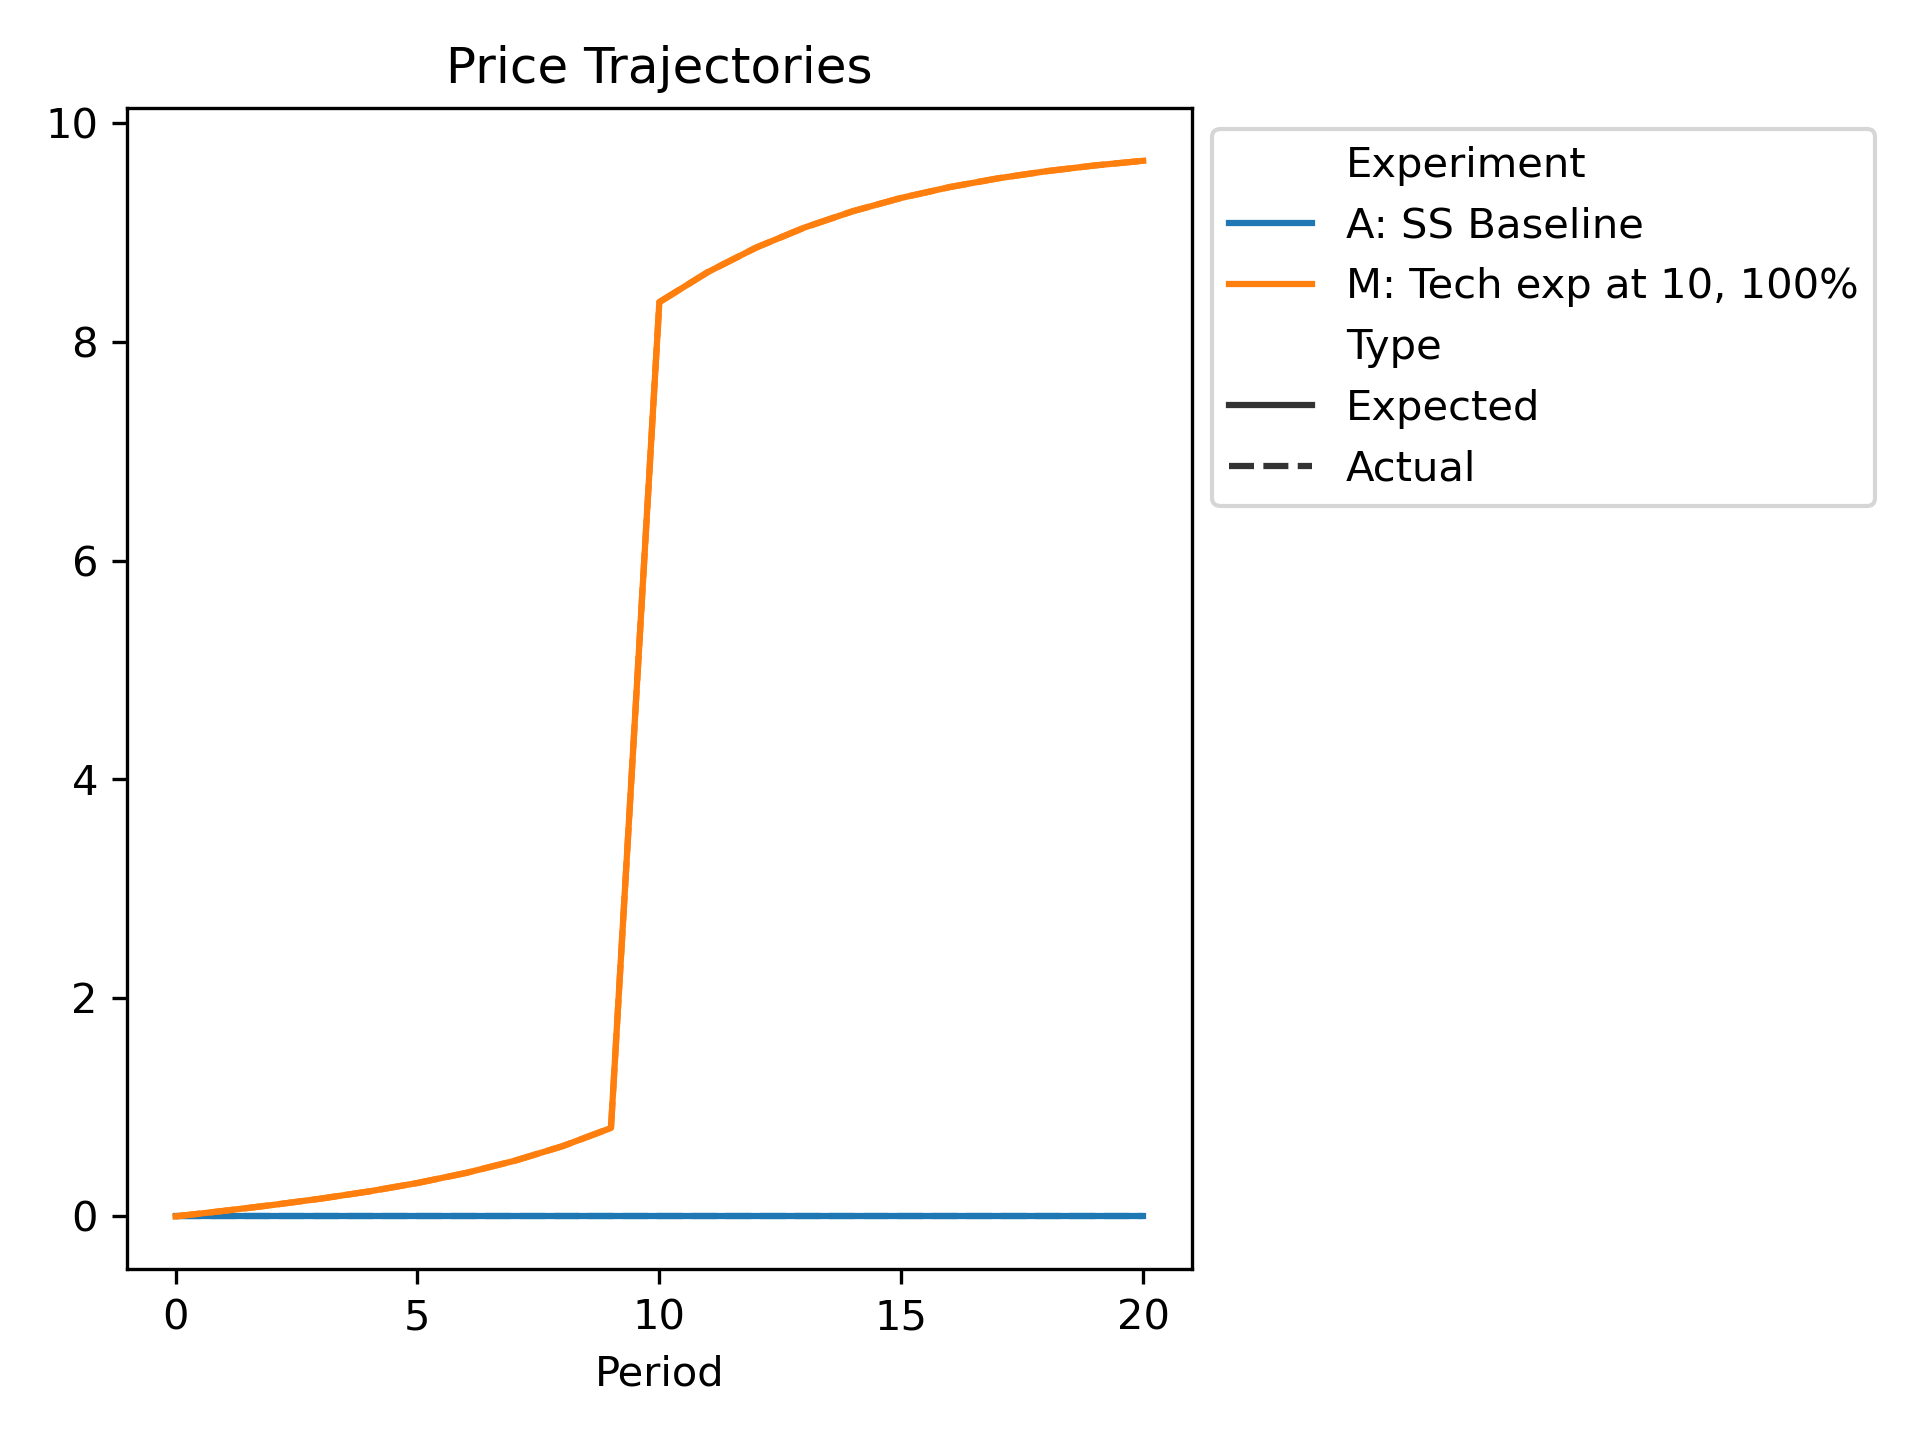 Price Trajectories
10
8
6
4
2
0
0 5 10 15 20
Period
Experiment
A: SS Baseline
M: Tech exp at 10, 100%
Type
Expected
Actual